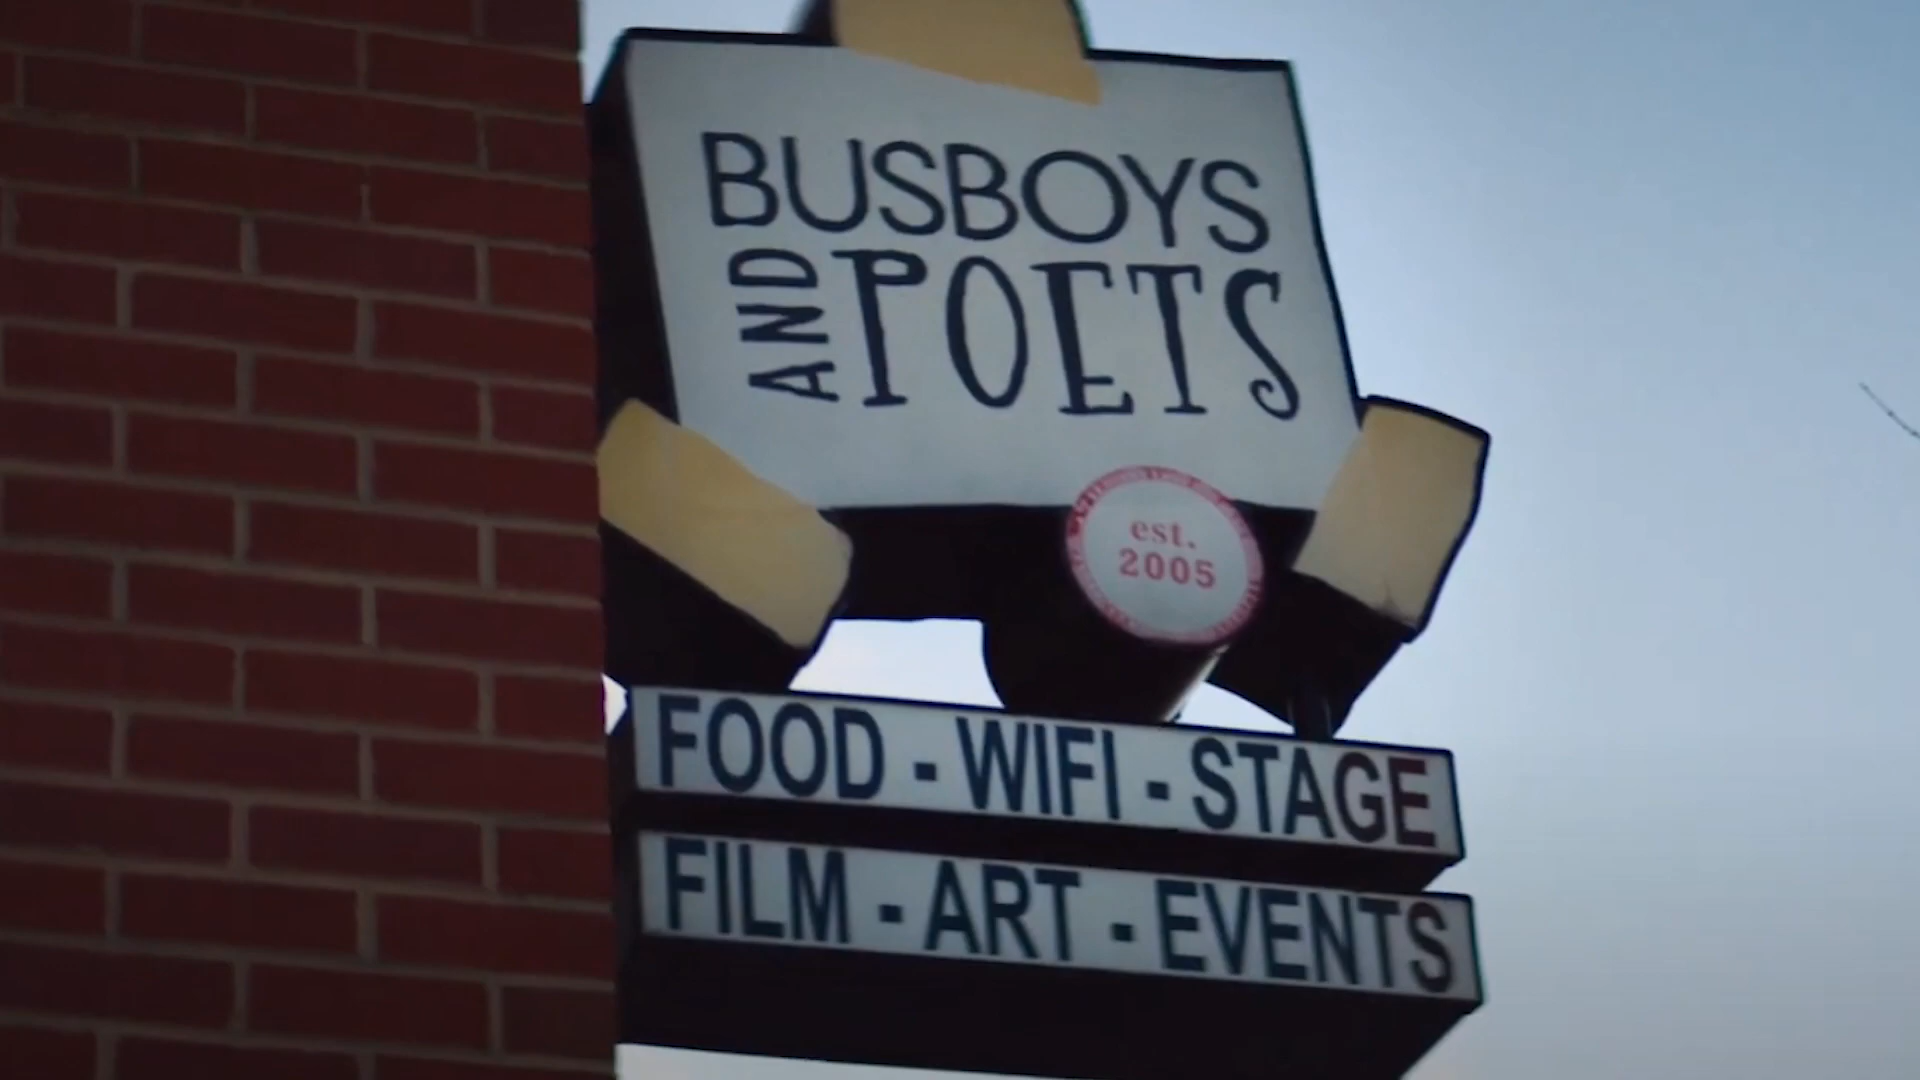 BUSBOYS
AND POETS
est.
2005
FOOD - WIFI - STAGE
FILM - ART - EVENTS